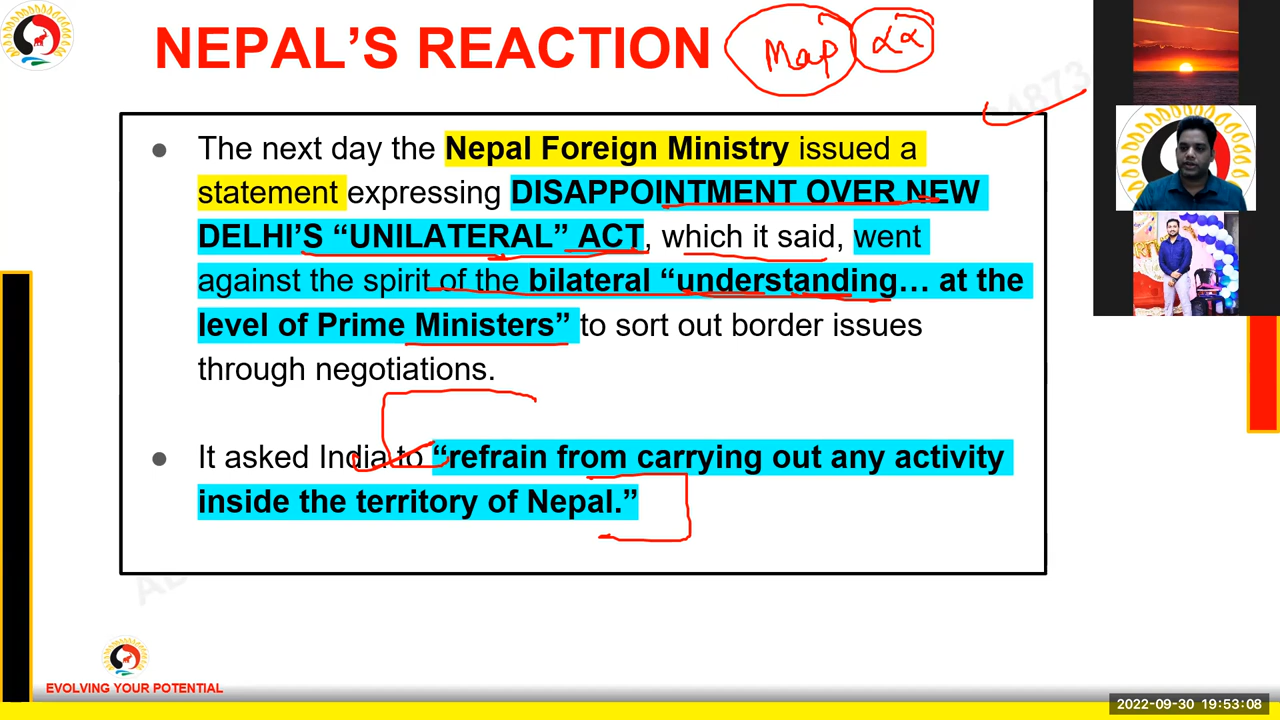 NEPAL’S REACTION
Map
4873
● The next day the Nepal Foreign Ministry issued a
statement expressing DISAPPOINTMENT OVER NEW
DELHI’S “UNILATERAL” ACT, which it said, went
against the spirit of the bilateral “understanding… at the
level of Prime Ministers” to sort out border issues
through negotiations.
● It asked India to “refrain from carrying out any activity
inside the territory of Nepal.”
EVOLVING YOUR POTENTIAL
2022-09-30 19:53:08